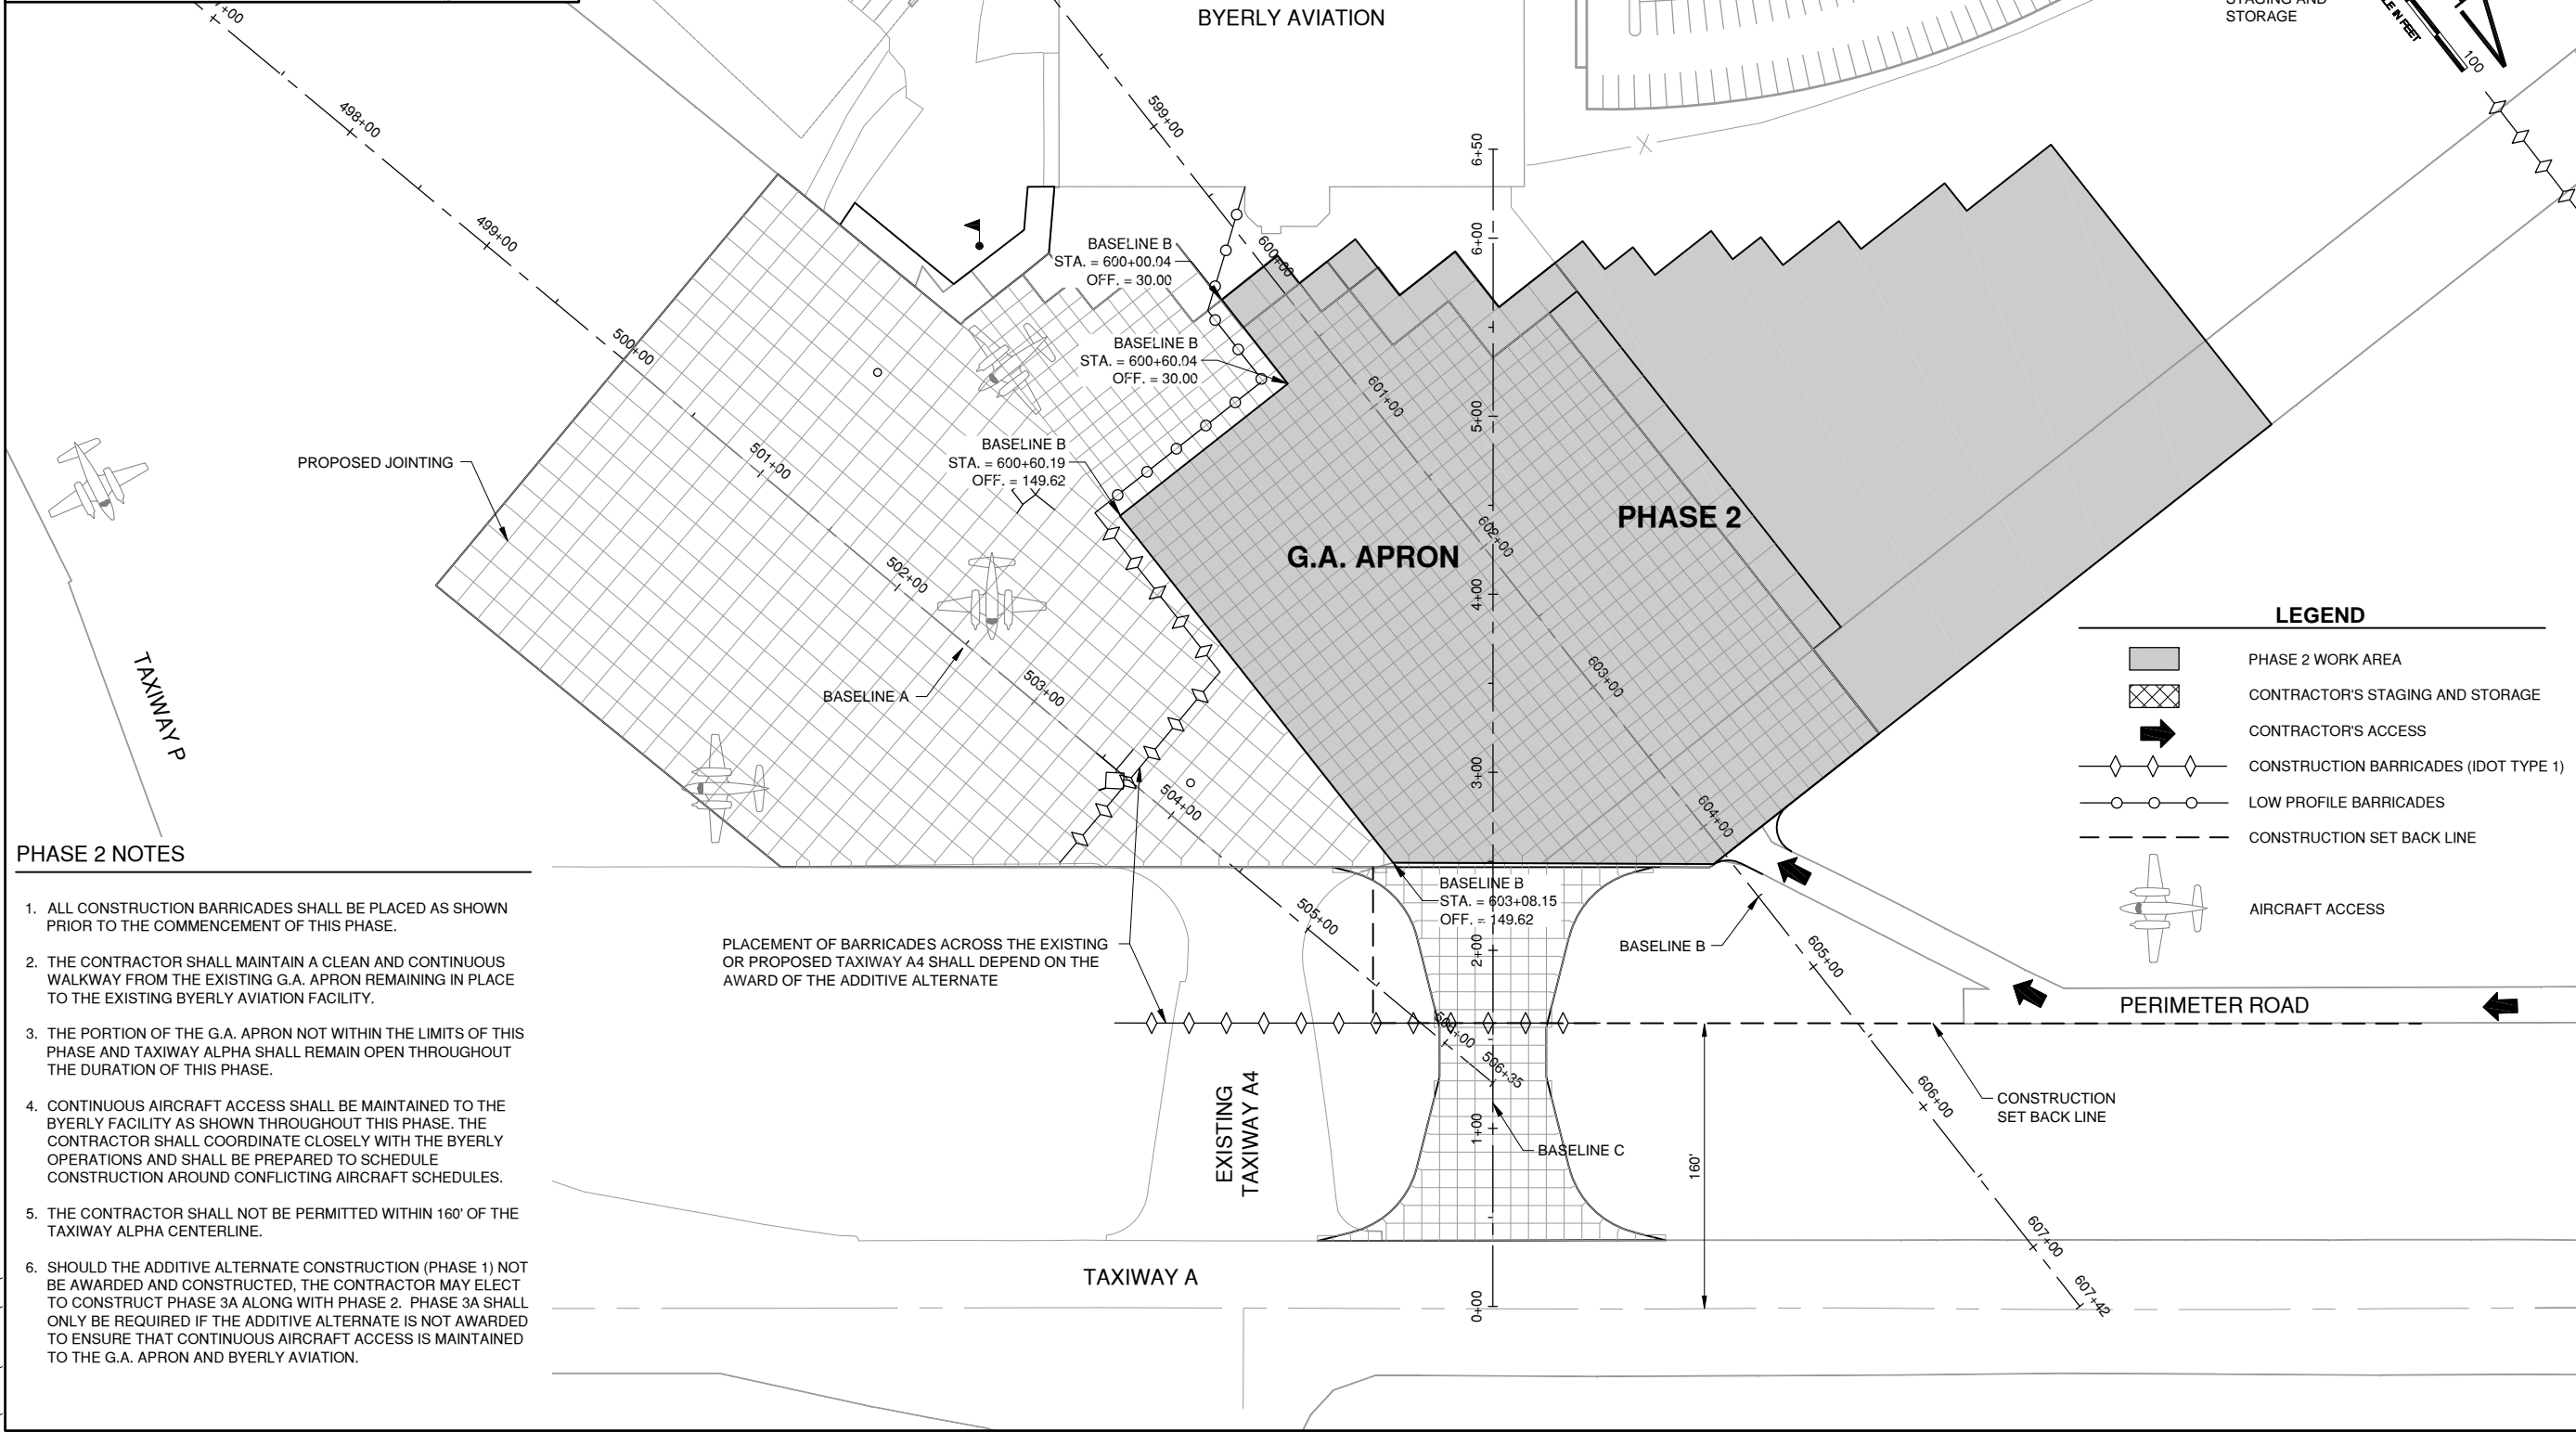 BYERLY AVIATION
STAGING AND
STORAGE
100
498+00
499+00
500+00
501+00
502+00
503+00
504+00
505+00
506+00
506+35
599+00
600+00
601+00
602+00
603+00
604+00
605+00
606+00
607+00
607+42
6+50
6+00
5+00
4+00
3+00
2+00
1+00
0+00
BASELINE B
STA. = 600+00.04
OFF. = 30.00
BASELINE B
STA. = 600+60.04
OFF. = 30.00
BASELINE B
STA. = 600+60.19
OFF. = 149.62
PROPOSED JOINTING
G.A. APRON
PHASE 2
BASELINE A
TAXIWAY P
BASELINE B
STA. = 603+08.15
OFF. = 149.62
BASELINE B
PLACEMENT OF BARRICADES ACROSS THE EXISTING
OR PROPOSED TAXIWAY A4 SHALL DEPEND ON THE
AWARD OF THE ADDITIVE ALTERNATE
PERIMETER ROAD
CONSTRUCTION
SET BACK LINE
EXISTING
TAXIWAY A4
BASELINE C
160'
TAXIWAY A
LEGEND
PHASE 2 WORK AREA
CONTRACTOR'S STAGING AND STORAGE
CONTRACTOR'S ACCESS
CONSTRUCTION BARRICADES (IDOT TYPE 1)
LOW PROFILE BARRICADES
CONSTRUCTION SET BACK LINE
AIRCRAFT ACCESS
PHASE 2 NOTES
1. ALL CONSTRUCTION BARRICADES SHALL BE PLACED AS SHOWN
PRIOR TO THE COMMENCEMENT OF THIS PHASE.
2. THE CONTRACTOR SHALL MAINTAIN A CLEAN AND CONTINUOUS
WALKWAY FROM THE EXISTING G.A. APRON REMAINING IN PLACE
TO THE EXISTING BYERLY AVIATION FACILITY.
3. THE PORTION OF THE G.A. APRON NOT WITHIN THE LIMITS OF THIS
PHASE AND TAXIWAY ALPHA SHALL REMAIN OPEN THROUGHOUT
THE DURATION OF THIS PHASE.
4. CONTINUOUS AIRCRAFT ACCESS SHALL BE MAINTAINED TO THE
BYERLY FACILITY AS SHOWN THROUGHOUT THIS PHASE. THE
CONTRACTOR SHALL COORDINATE CLOSELY WITH THE BYERLY
OPERATIONS AND SHALL BE PREPARED TO SCHEDULE
CONSTRUCTION AROUND CONFLICTING AIRCRAFT SCHEDULES.
5. THE CONTRACTOR SHALL NOT BE PERMITTED WITHIN 160' OF THE
TAXIWAY ALPHA CENTERLINE.
6. SHOULD THE ADDITIVE ALTERNATE CONSTRUCTION (PHASE 1) NOT
BE AWARDED AND CONSTRUCTED, THE CONTRACTOR MAY ELECT
TO CONSTRUCT PHASE 3A ALONG WITH PHASE 2. PHASE 3A SHALL
ONLY BE REQUIRED IF THE ADDITIVE ALTERNATE IS NOT AWARDED
TO ENSURE THAT CONTINUOUS AIRCRAFT ACCESS IS MAINTAINED
TO THE G.A. APRON AND BYERLY AVIATION.